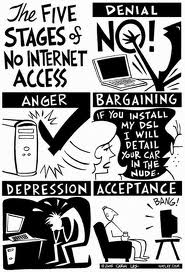 The FIVE
STAGES of
NO INTERNET
ACCESS
DENIAL
NO!
ANGER
BARGAINING
IF YOU INSTALL
MY DSL
I WILL
DETAIL
YOUR CAR
IN THE
NUDE.
DEPRESSION
ACCEPTANCE
BANG!